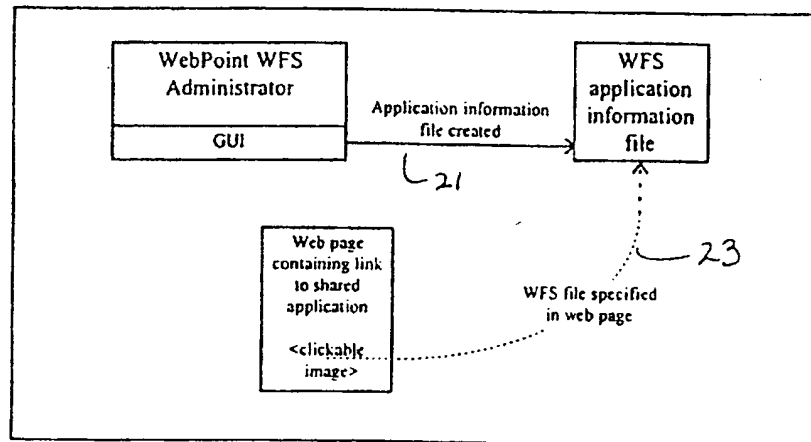 WebPoint WFS
Administrator
GUI
Application information
file created
21
WFS
application
information
file
Web page
containing link
to shared
application
<clickable
image>
23
WFS file specified
in web page